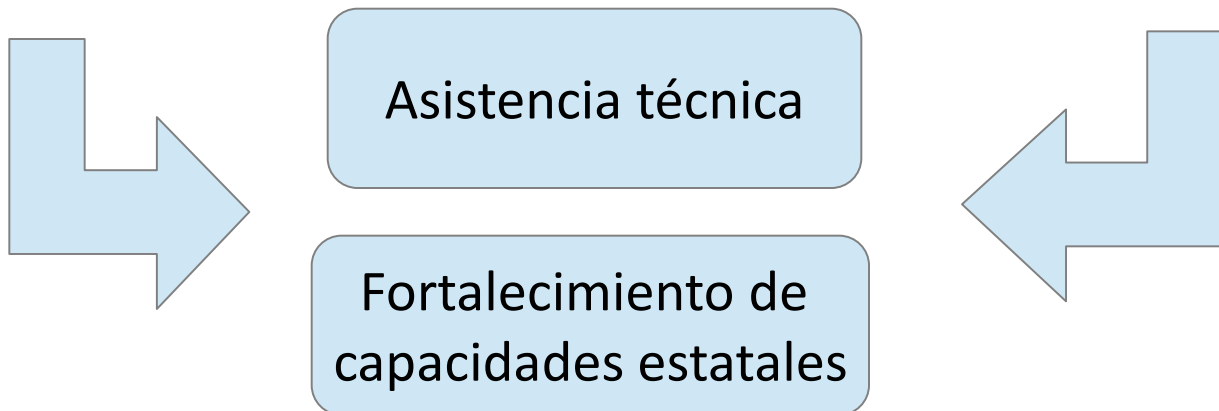 Asistencia técnica
Fortalecimiento de
capacidades estatales